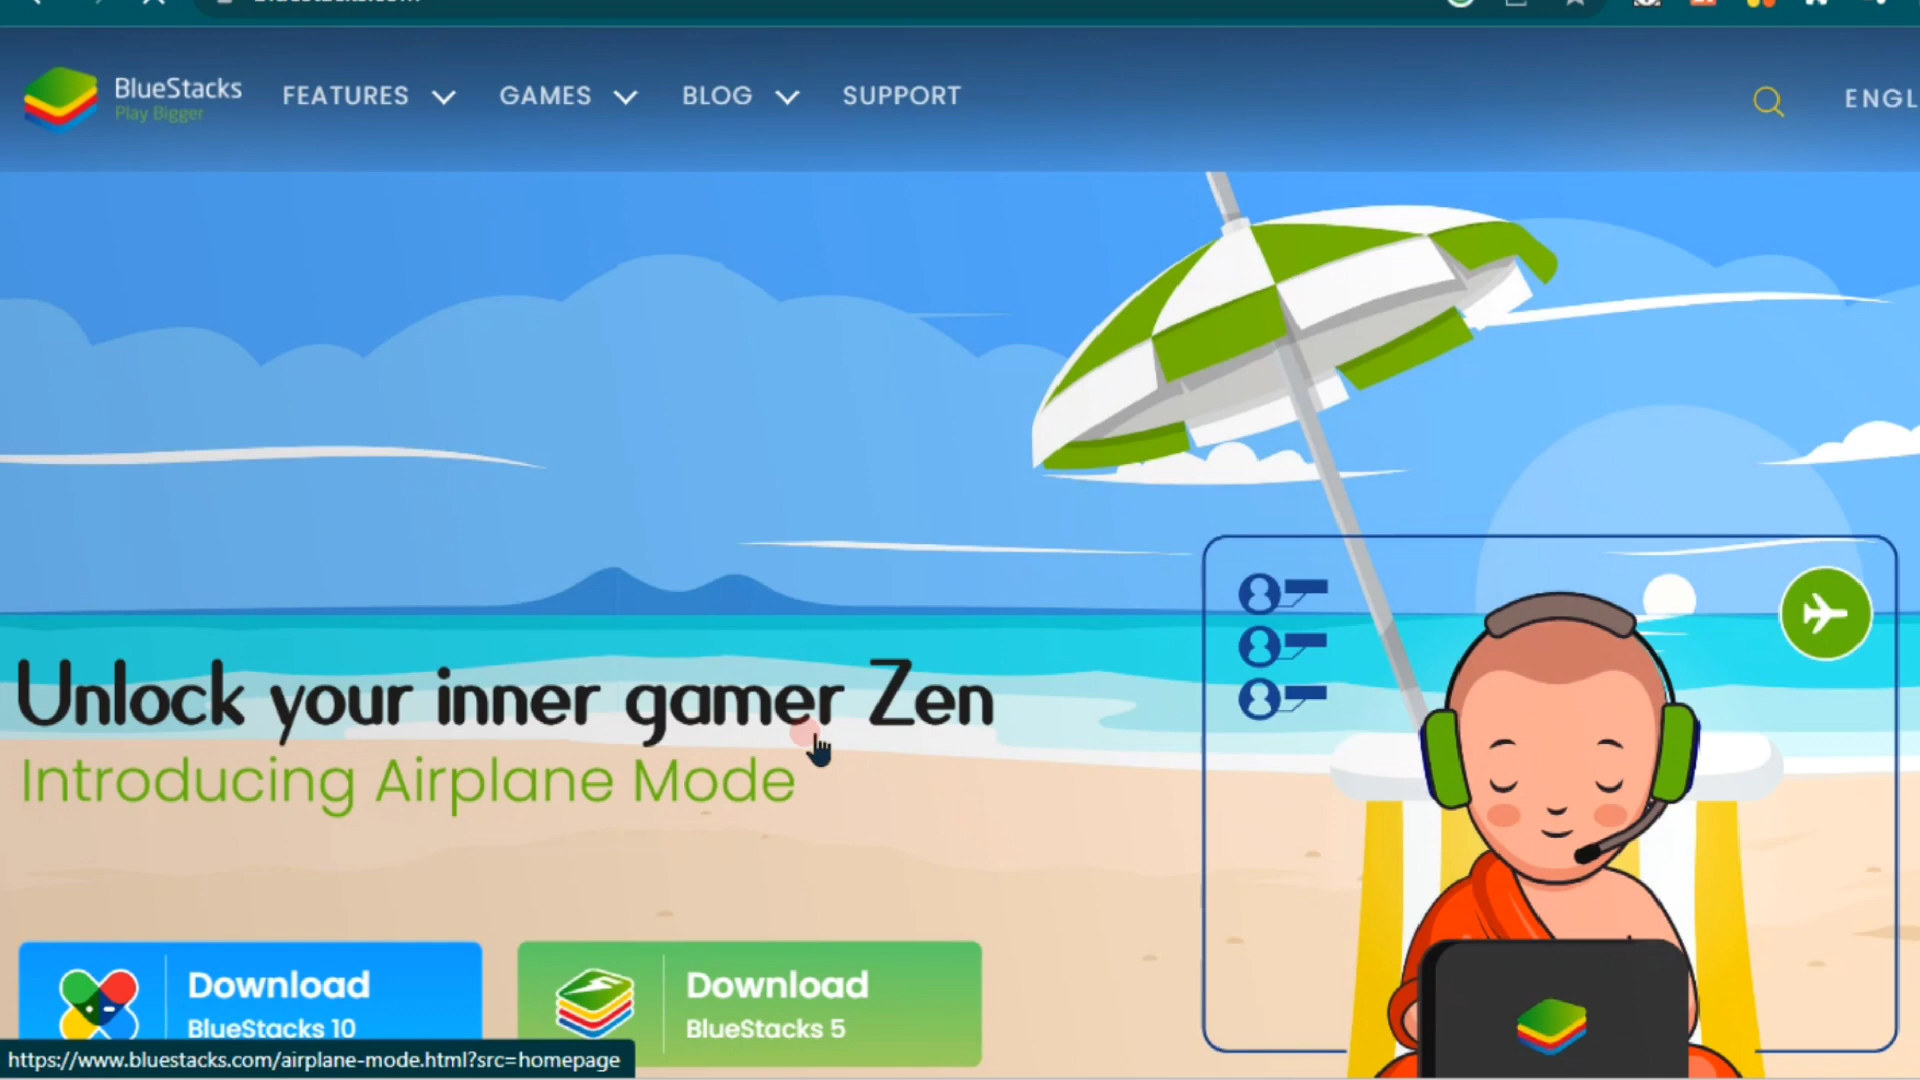 BlueStacks
Play Bigger
FEATURES
GAMES
BLOG
SUPPORT
ENGL
Unlock your inner gamer Zen
Introducing Airplane Mode
Download
BlueStacks 10
Download
BlueStacks 5
https://www.bluestacks.com/airplane-mode.html?src=homepage